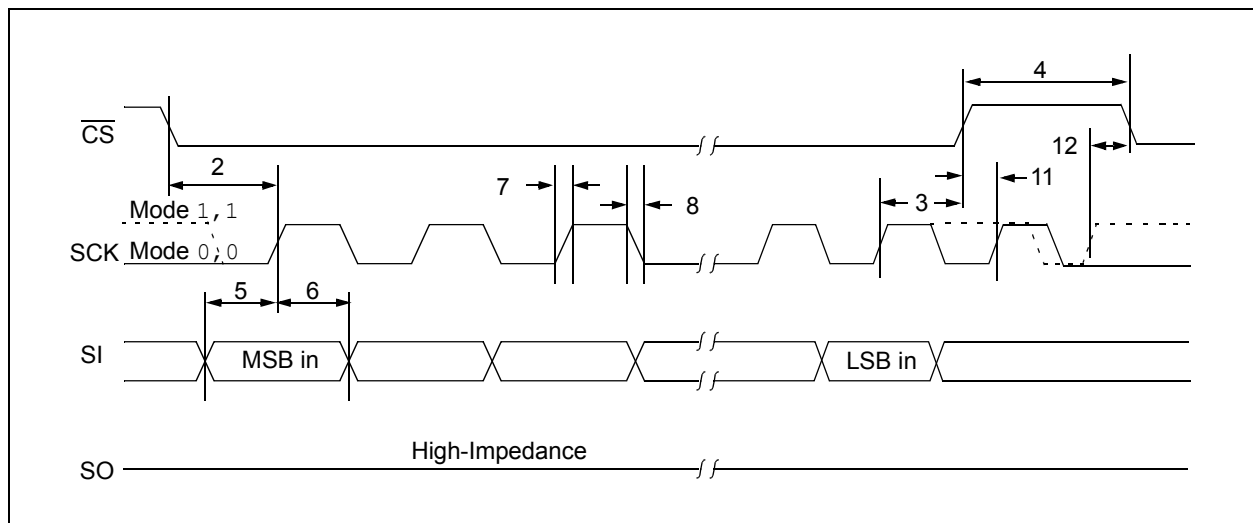 4
CS
12
2
7
11
Mode 1,1
8
3
SCK Mode 0,0
5
6
SI
MSB in
LSB in
High-Impedance
SO